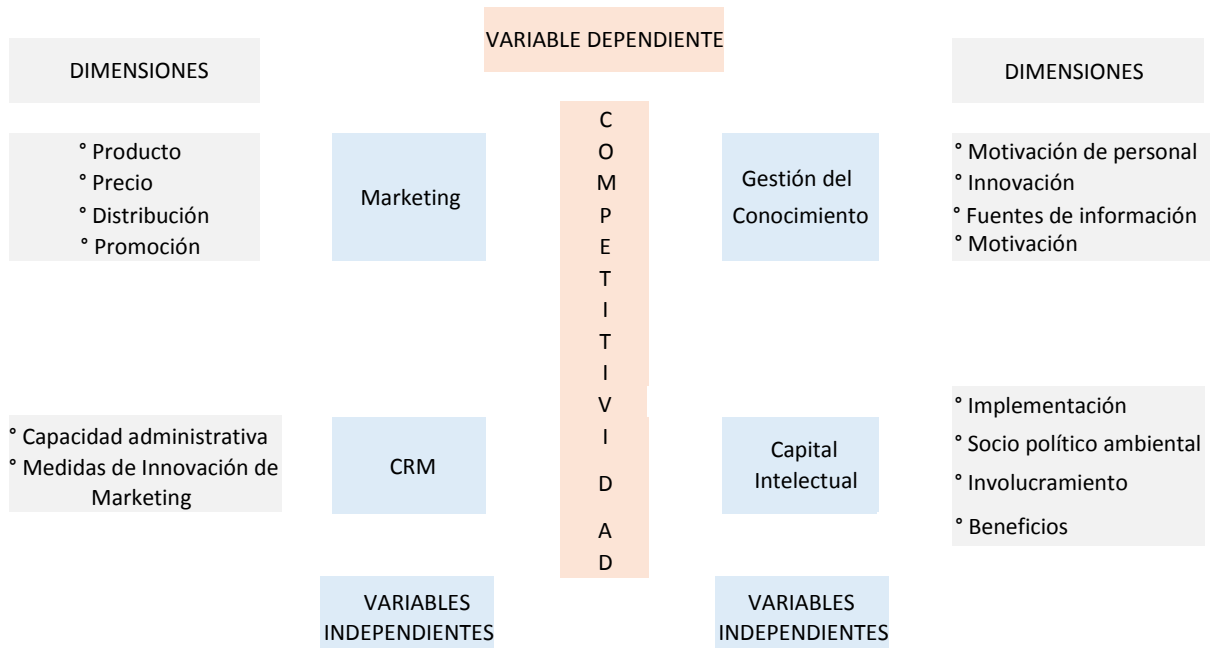 VARIABLE DEPENDIENTE
DIMENSIONES
DIMENSIONES
° Producto
° Precio
° Distribución
° Promoción
Marketing
C
O
M
P
E
T
I
T
I
V
I
D
A
D
Gestión del
Conocimiento
° Motivación de personal
° Innovación
° Fuentes de información
° Motivación
° Capacidad administrativa
° Medidas de Innovación de
Marketing
CRM
Capital
Intelectual
° Implementación
° Socio político ambiental
° Involucramiento
° Beneficios
VARIABLES
INDEPENDIENTES
VARIABLES
INDEPENDIENTES